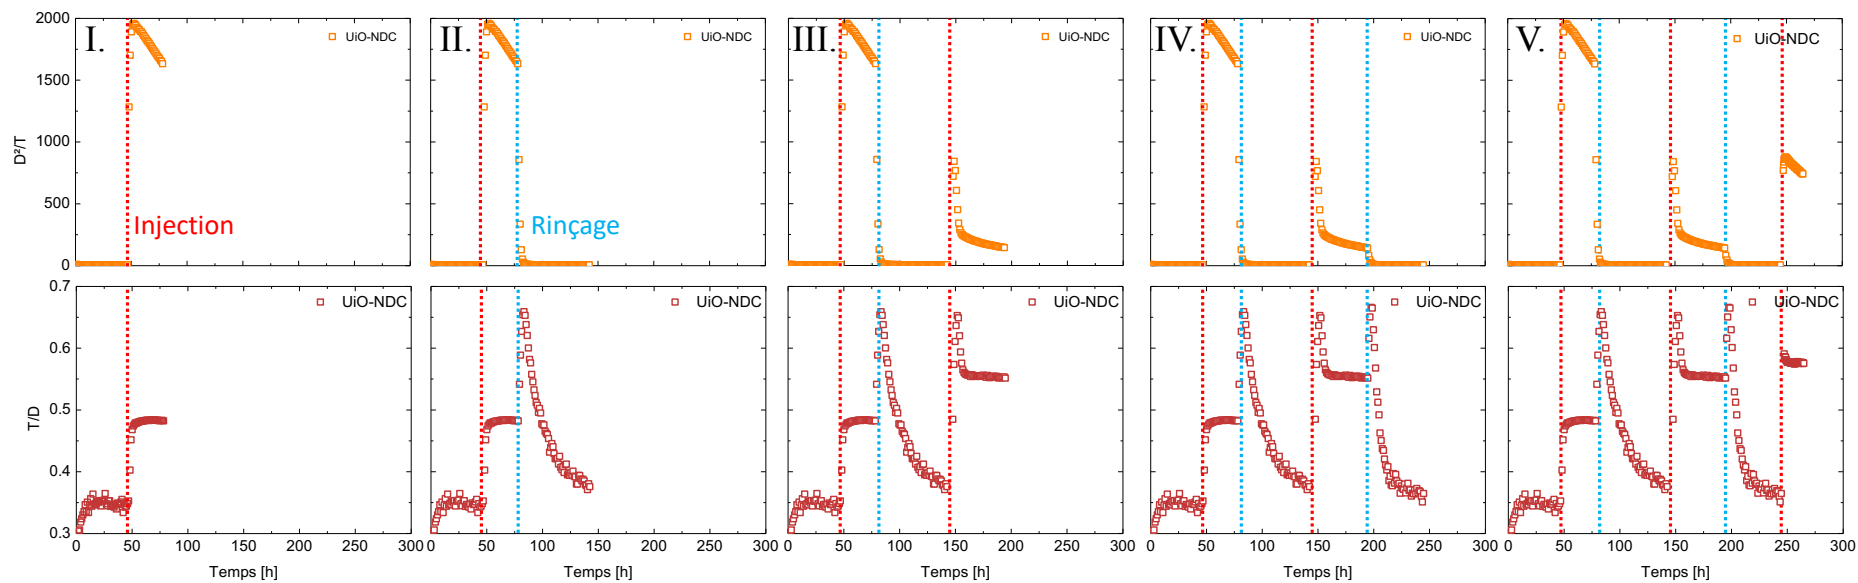 I.
II.
III.
IV.
V.
UiO-NDC
UiO-NDC
UiO-NDC
UiO-NDC
UiO-NDC
2000
1500
1000
500
0
D²/T
Injection
Rinçage
UiO-NDC
UiO-NDC
UiO-NDC
UiO-NDC
UiO-NDC
0.7
0.6
0.5
0.4
0.3
T/D
0 50 100 150 200 250 300
0 50 100 150 200 250 300
0 50 100 150 200 250 300
0 50 100 150 200 250 300
0 50 100 150 200 250 300
Temps [h]
Temps [h]
Temps [h]
Temps [h]
Temps [h]